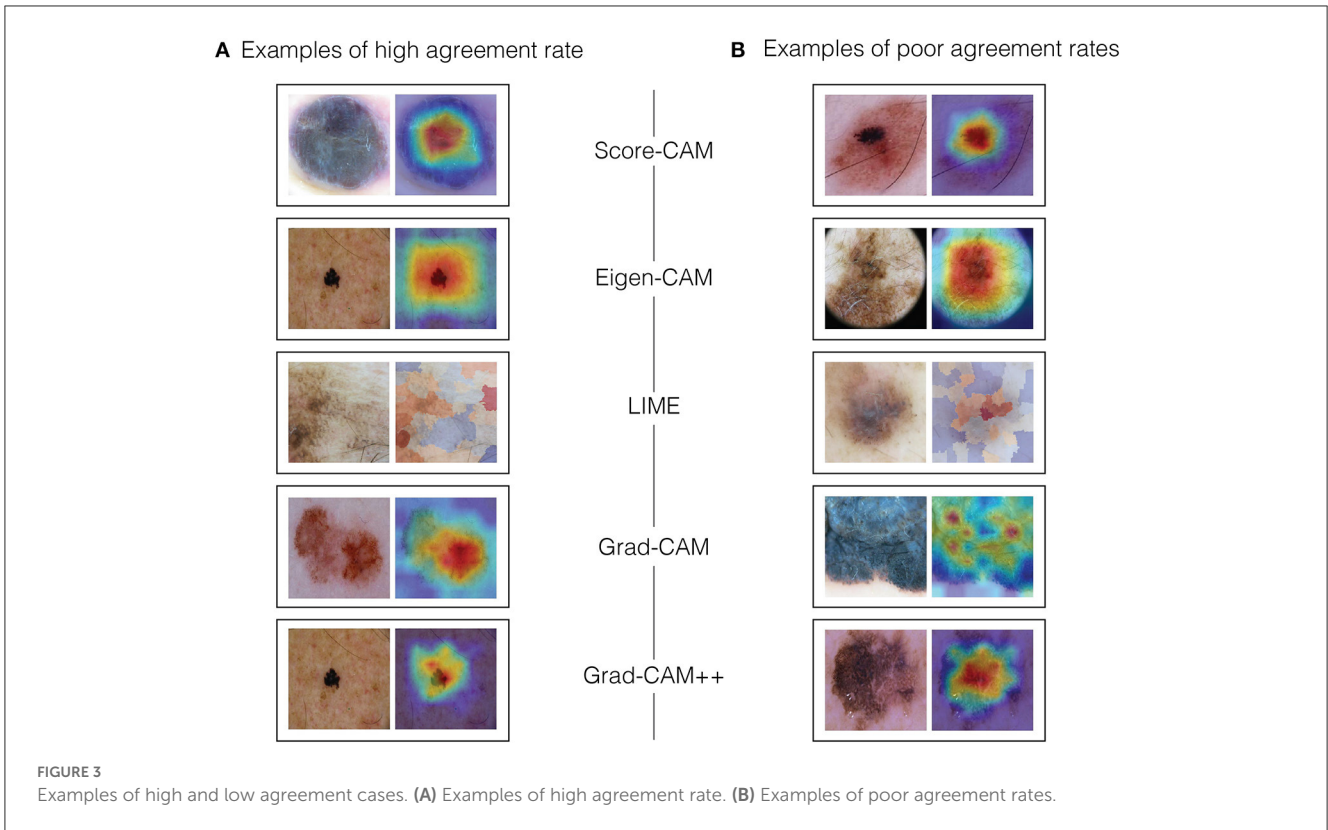 A Examples of high agreement rate
B Examples of poor agreement rates
Score-CAM
Eigen-CAM
LIME
Grad-CAM
Grad-CAM++
FIGURE 3
Examples of high and low agreement cases. (A) Examples of high agreement rate. (B) Examples of poor agreement rates.